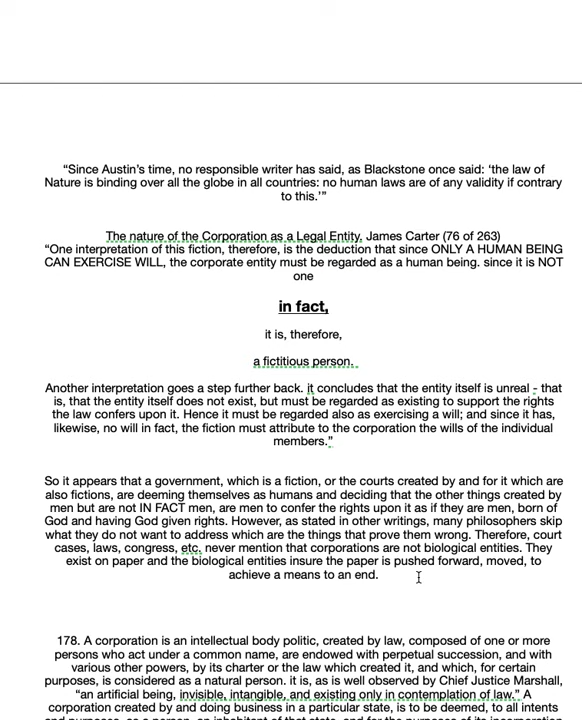 “Since Austin’s time, no responsible writer has said, as Blackstone once said: ‘the law of
Nature is binding over all the globe in all countries: no human laws are of any validity if contrary
to this.’”
The nature of the Corporation as a Legal Entity, James Carter (76 of 263)
“One interpretation of this fiction, therefore, is the deduction that since ONLY A HUMAN BEING
CAN EXERCISE WILL, the corporate entity must be regarded as a human being. since it is NOT
one
in fact,
it is, therefore,
a fictitious person.
Another interpretation goes a step further back. it concludes that the entity itself is unreal - that
is, that the entity itself does not exist, but must be regarded as existing to support the rights
the law confers upon it. Hence it must be regarded also as exercising a will; and since it has,
likewise, no will in fact, the fiction must attribute to the corporation the wills of the individual
members.”
So it appears that a government, which is a fiction, or the courts created by and for it which are
also fictions, are deeming themselves as humans and deciding that the other things created by
men but are not IN FACT men, are men to confer the rights upon it as if they are men, born of
God and having God given rights. However, as stated in other writings, many philosophers skip
what they do not want to address which are the things that prove them wrong. Therefore, court
cases, laws, congress, etc. never mention that corporations are not biological entities. They
exist on paper and the biological entities insure the paper is pushed forward, moved, to
achieve a means to an end.
178. A corporation is an intellectual body politic, created by law, composed of one or more
persons who act under a common name, are endowed with perpetual succession, and with
various other powers, by its charter or the law which created it, and which, for certain
purposes, is considered as a natural person. it is, as is well observed by Chief Justice Marshall,
“an artificial being, invisible, intangible, and existing only in contemplation of law.” A
corporation created by and doing business in a particular state, is to be deemed, to all intents